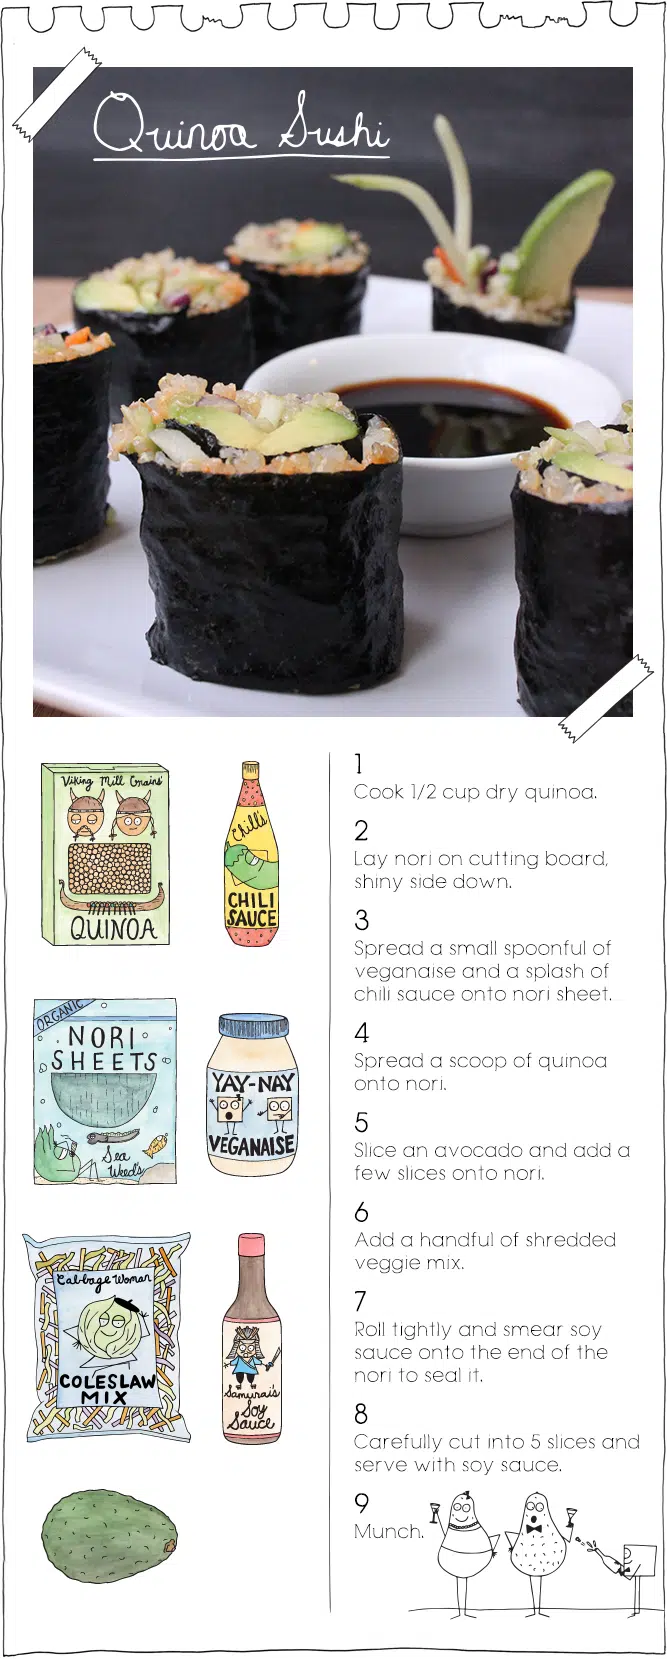 Quinoa Sushi
Viking Mill Grains
QUINOA
Chill's
CHILI
SAUCE
ORGANIC
NORI
SHEETS
Sea
Weed's
YAY-NAY
VEGANAISE
Cabbage Woman
COLESLAW
MIX
Samurai's
Soy
Sauce
1
Cook 1/2 cup dry quinoa.
2
Lay nori on cutting board,
shiny side down.
3
Spread a small spoonful of
veganaise and a splash of
chili sauce onto nori sheet.
4
Spread a scoop of quinoa
onto nori.
5
Slice an avocado and add a
few slices onto nori.
6
Add a handful of shredded
veggie mix.
7
Roll tightly and smear soy
sauce onto the end of the
nori to seal it.
8
Carefully cut into 5 slices and
serve with soy sauce.
9
Munch.